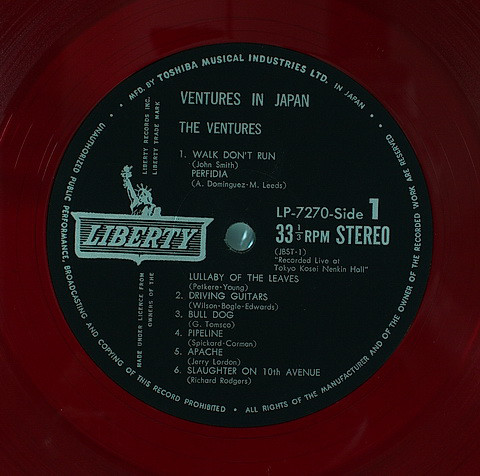 MFD. BY TOSHIBA MUSICAL INDUSTRIES LTD. IN JAPAN
VENTURES IN JAPAN
THE VENTURES
LIBERTY RECORDS INC.
LIBERTY TRADE MARK
1. WALK DON'T RUN
(John Smith)
PERFIDIA
(A. Dominguez-M. Leeds)
LIBERTY
LP-7270-Side 1
33 1/3 RPM STEREO
(JBST-1)
"Recorded Live at
Tokyo Kosei Nenkin Hall"
MADE UNDER LICENCE FROM
OWNERS OF THE
LULLABY OF THE LEAVES
(Petkere-Young)
2. DRIVING GUITARS
(Wilson-Bogle-Edwards)
3. BULL DOG
(G. Tomsco)
4. PIPELINE
(Spickard-Carman)
5. APACHE
(Jerry Lordon)
6. SLAUGHTER ON 10th AVENUE
(Richard Rodgers)
UNAUTHORIZED PUBLIC PERFORMANCE, BROADCASTING AND COPYING OF THIS RECORD PROHIBITED • ALL RIGHTS OF THE MANUFACTURER AND OF THE OWNER OF THE RECORDED WORK ARE RESERVED